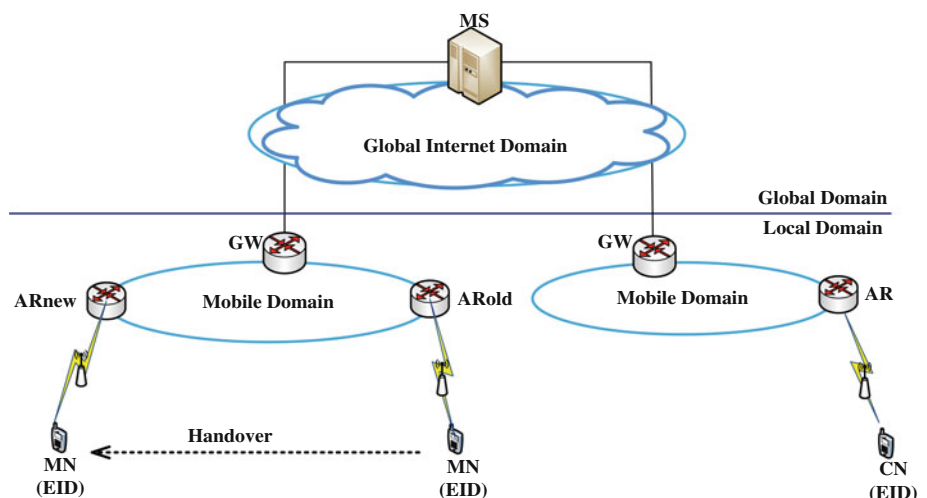 MS
Global Internet Domain
Global Domain
Local Domain
GW
GW
ARnew
Mobile Domain
ARold
Mobile Domain
AR
Handover
MN
(EID)
MN
(EID)
CN
(EID)